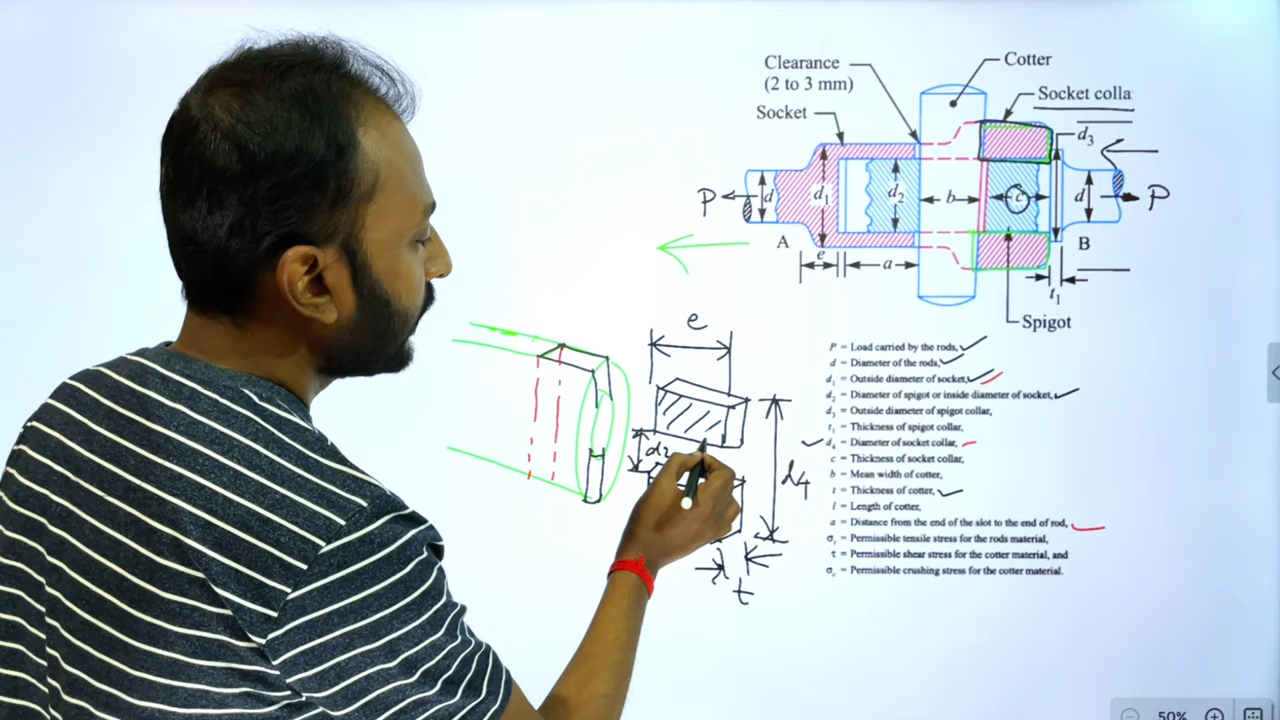 Clearance
(2 to 3 mm)
Cotter
Socket colla
Socket
d3
P
d
d1
d2
b
c
d
P
A
B
e
a
t1
Spigot
e
d2
d4
t
P = Load carried by the rods,
d = Diameter of the rods,
d1 = Outside diameter of socket,
d2 = Diameter of spigot or inside diameter of socket,
d3 = Outside diameter of spigot collar,
t1 = Thickness of spigot collar,
d4 = Diameter of socket collar,
c = Thickness of socket collar,
b = Mean width of cotter,
t = Thickness of cotter,
l = Length of cotter,
a = Distance from the end of the slot to the end of rod,
σt = Permissible tensile stress for the rods material,
τ = Permissible shear stress for the cotter material, and
σc = Permissible crushing stress for the cotter material.
50%